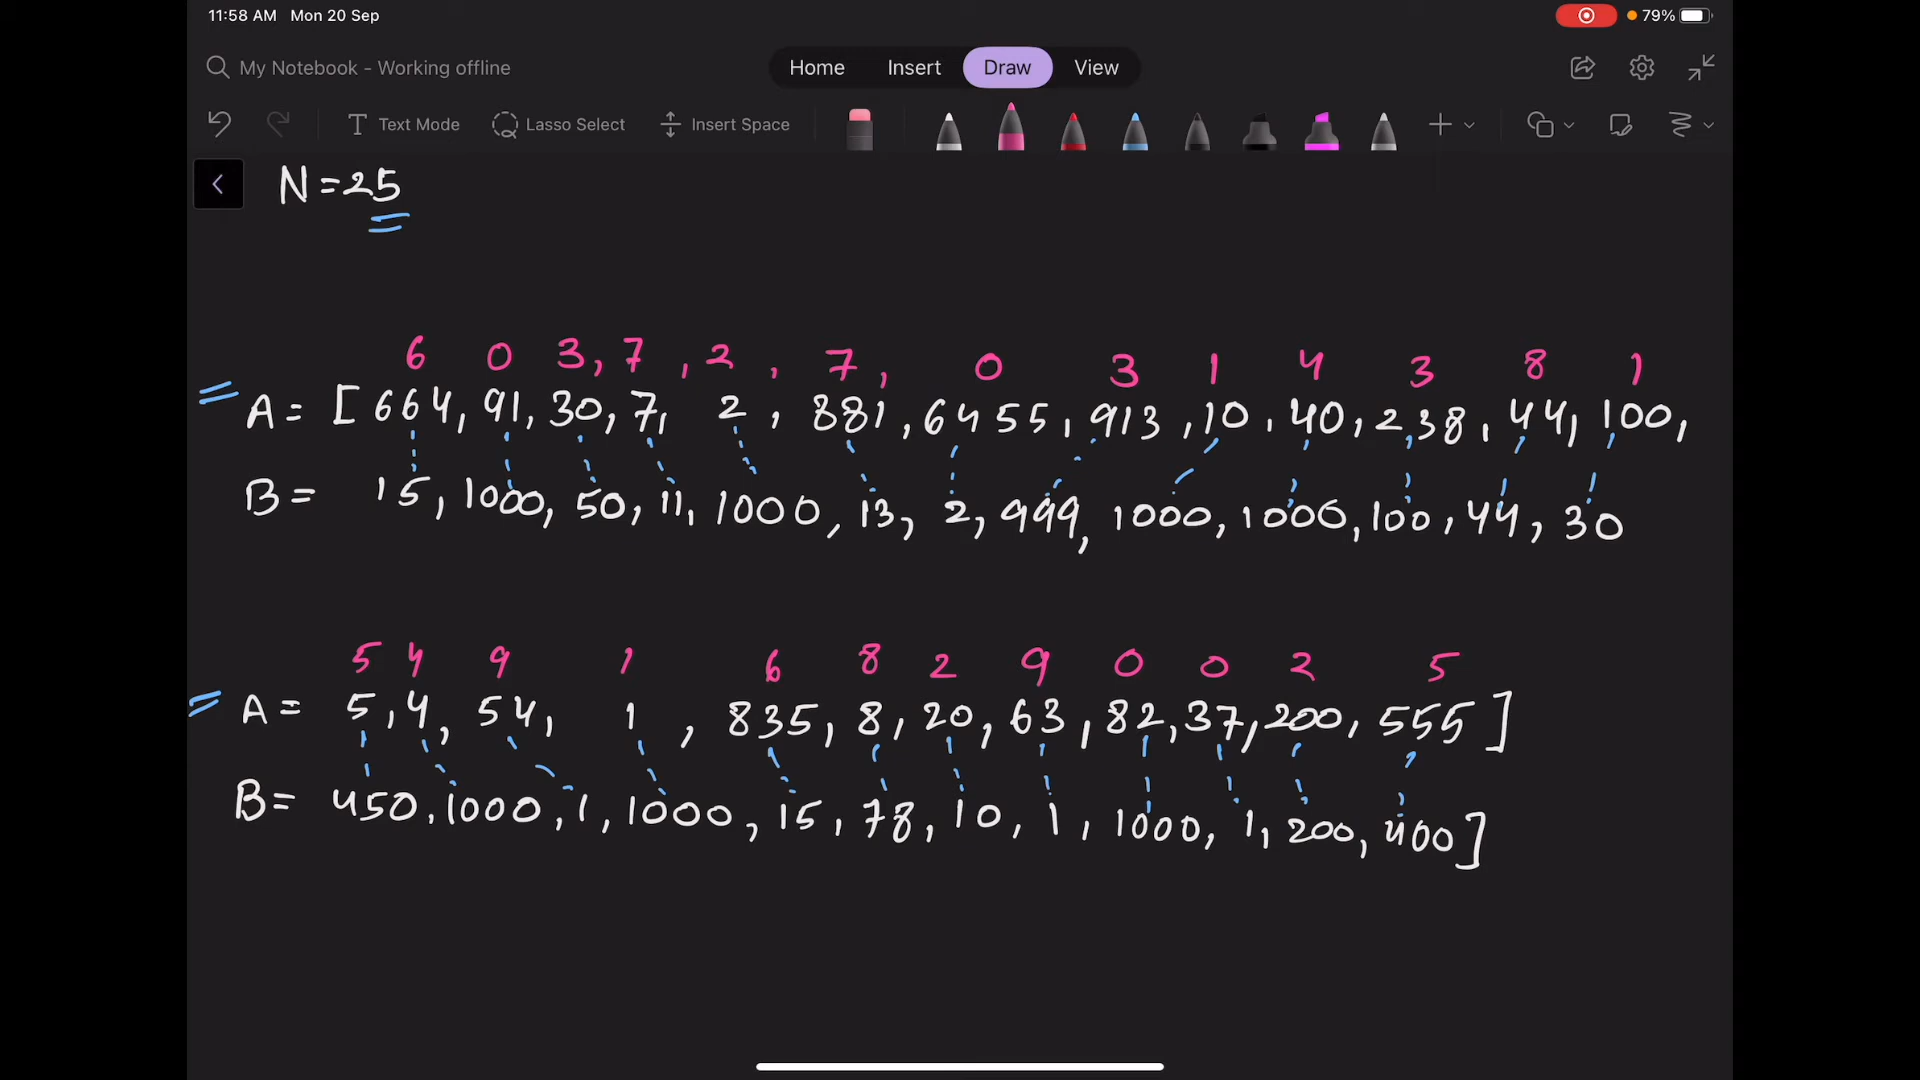 11:58 AM Mon 20 Sep 79%
My Notebook - Working offline Home Insert Draw View
Text Mode Lasso Select Insert Space
N = 25
6 0 3, 7 , 2 , 7, 0 3 1 4 3 8 1
A = [ 664, 91, 30, 7, 2 , 881, 6455, 913, 10, 40, 238, 44, 100,
B = 15, 1000, 50, 11, 1000, 13, 2, 999, 1000, 1000, 100, 44, 30
5 4 9 1 6 8 2 9 0 0 2 5
A = 5, 4, 54, 1 , 835, 8, 20, 63, 82, 37, 200, 555 ]
B = 450, 1000, 1, 1000, 15, 78, 10, 1, 1000, 1, 200, 400 ]